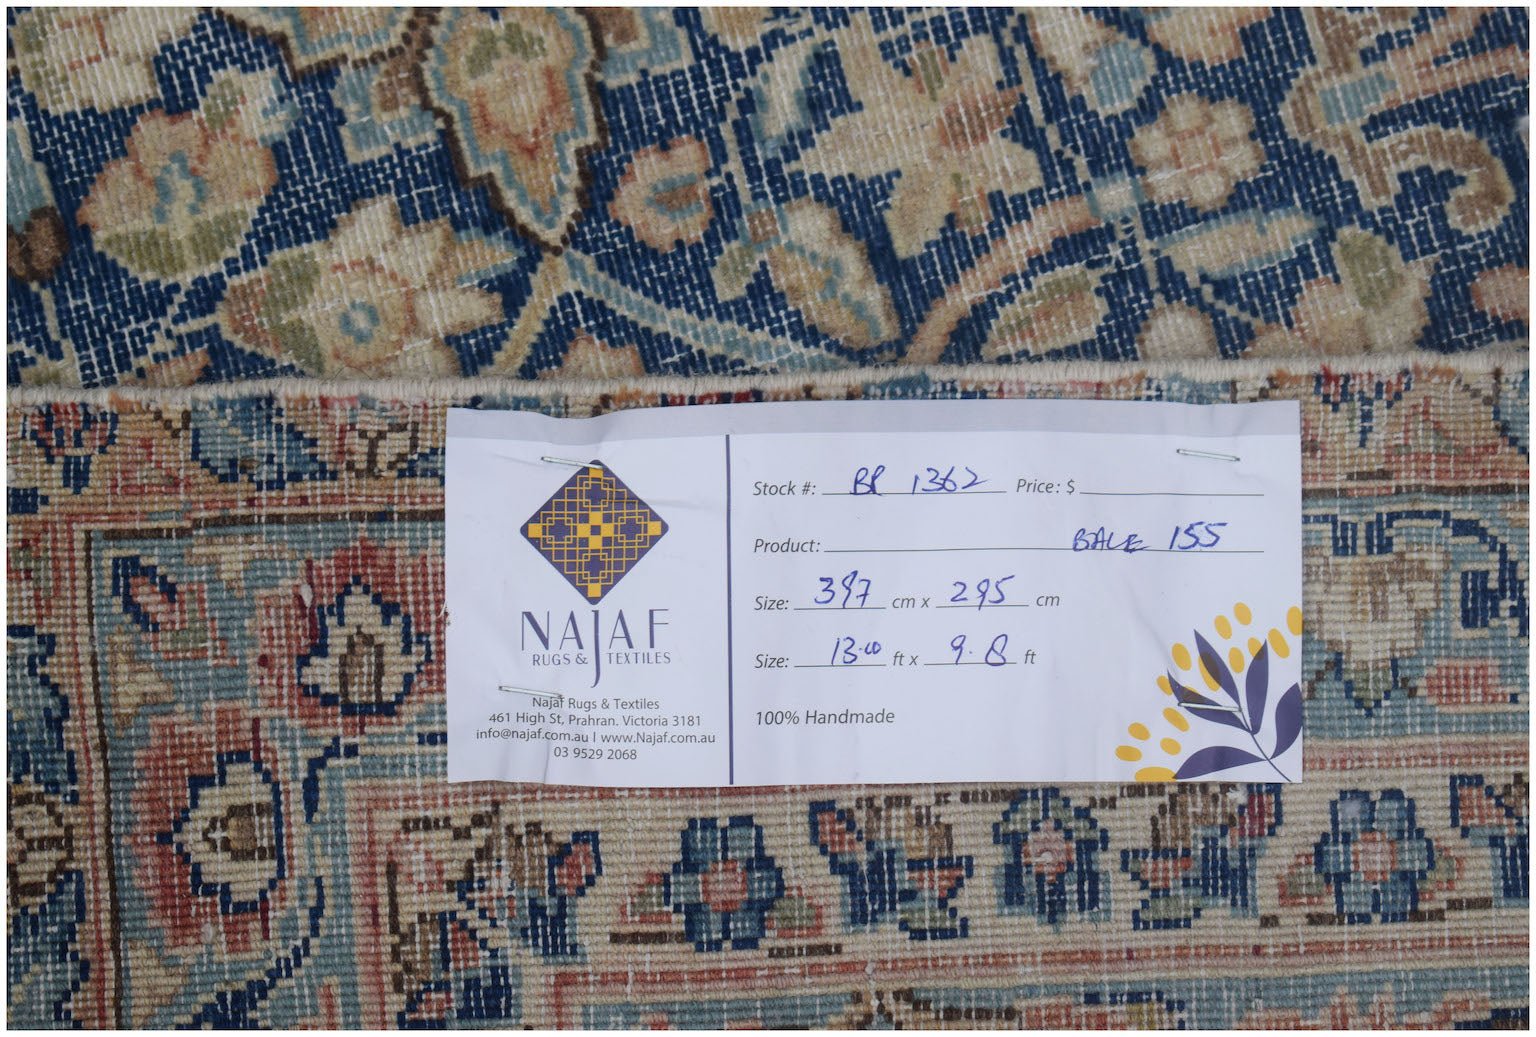 NAJAF
RUGS & TEXTILES
Najaf Rugs & Textiles
461 High St, Prahran. Victoria 3181
info@najaf.com.au | www.Najaf.com.au
03 9529 2068
Stock #: BR 1362 Price: $
Product: BALE 155
Size: 397 cm x 295 cm
Size: 13.00 ft x 9.8 ft
100% Handmade